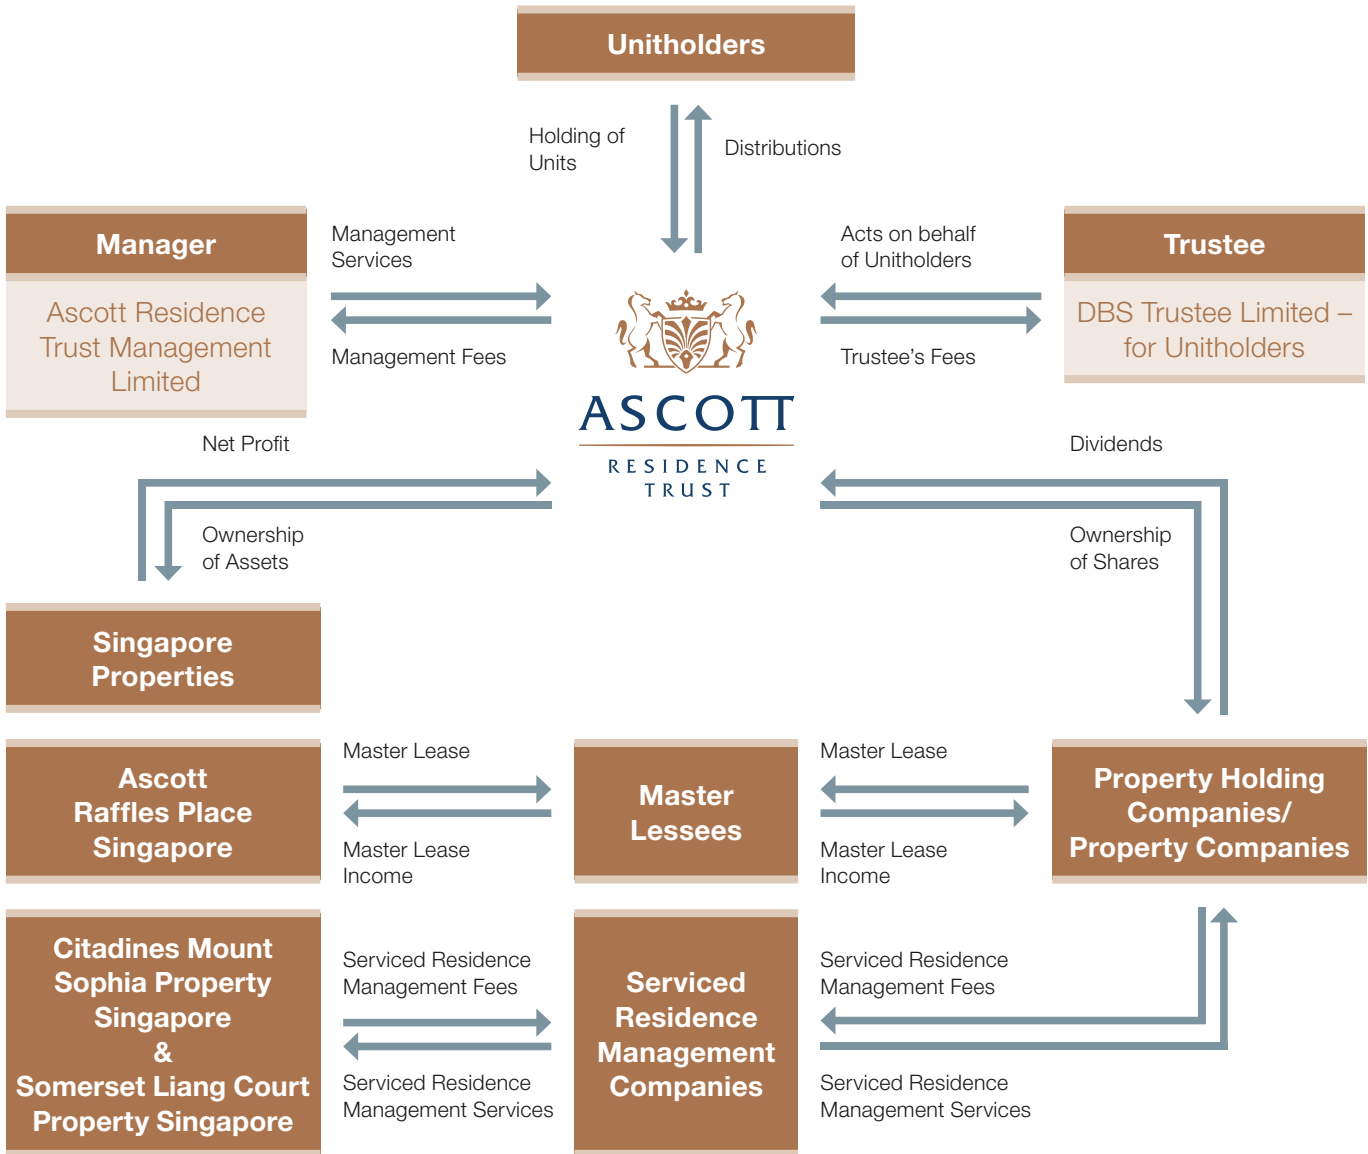 Unitholders
Holding of
Units
Distributions
Manager
Ascott Residence
Trust Management
Limited
Management
Services
Management Fees
Acts on behalf
of Unitholders
Trustee's Fees
Trustee
DBS Trustee Limited –
for Unitholders
ASCOTT
RESIDENCE
TRUST
Net Profit
Ownership
of Assets
Dividends
Ownership
of Shares
Singapore
Properties
Ascott
Raffles Place
Singapore
Master Lease
Master Lease
Income
Master
Lessees
Master Lease
Master Lease
Income
Property Holding
Companies/
Property Companies
Citadines Mount
Sophia Property
Singapore
&
Somerset Liang Court
Property Singapore
Serviced Residence
Management Fees
Serviced Residence
Management Services
Serviced
Residence
Management
Companies
Serviced Residence
Management Fees
Serviced Residence
Management Services